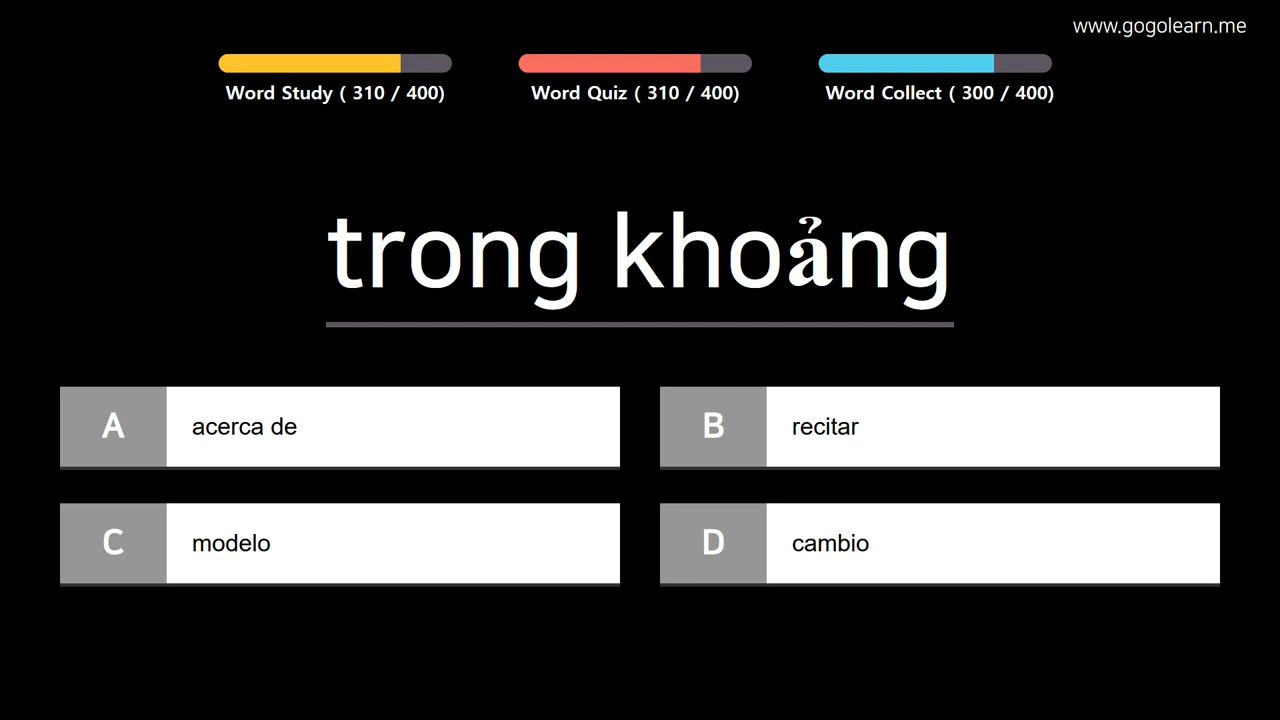 www.gogolearn.me
Word Study ( 310 / 400)
Word Quiz ( 310 / 400)
Word Collect ( 300 / 400)
trong khoảng
A acerca de
B recitar
C modelo
D cambio